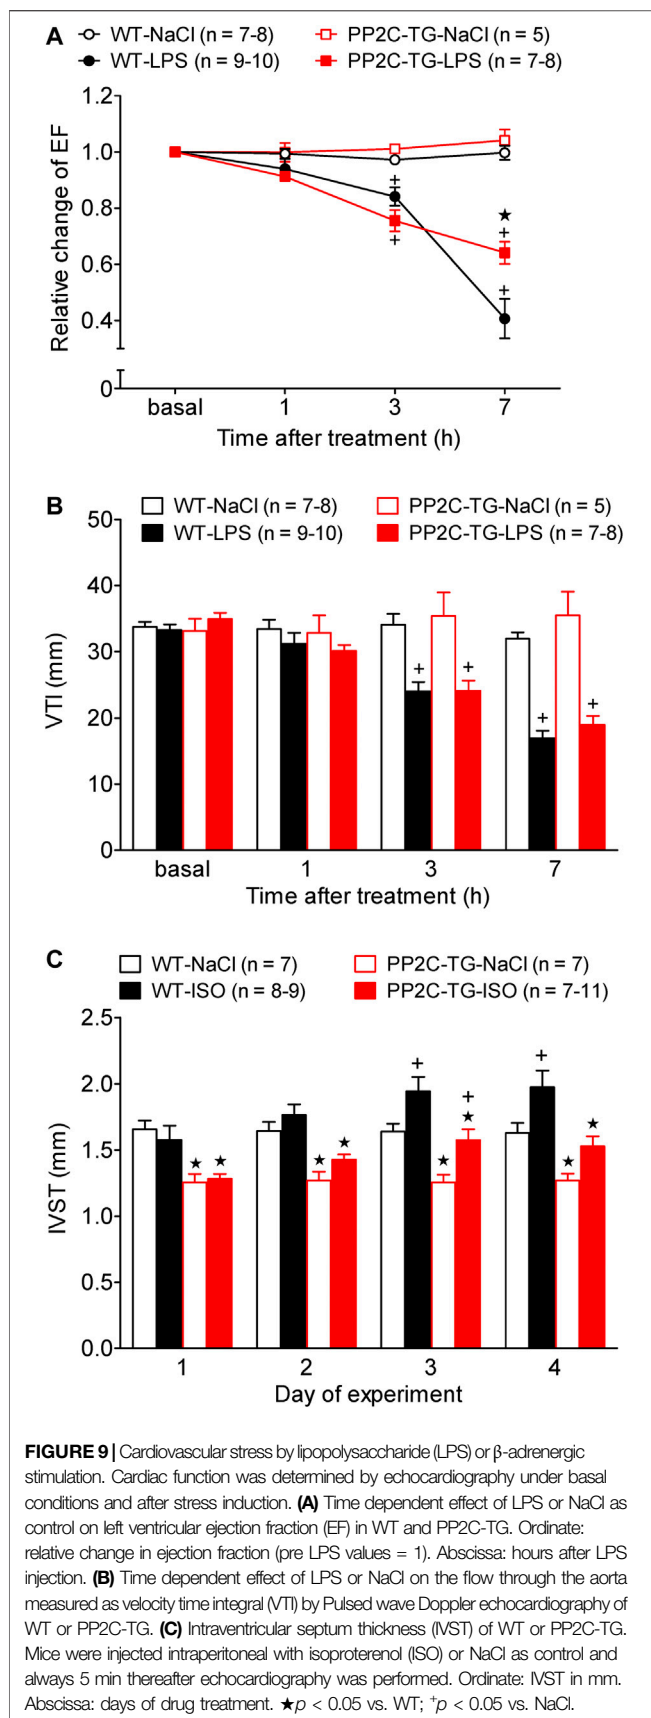 A
WT-NaCl (n = 7-8)
PP2C-TG-NaCl (n = 5)
WT-LPS (n = 9-10)
PP2C-TG-LPS (n = 7-8)
1.2
1.0
0.8
0.6
0.4
0
Relative change of EF
+
+
★
+
+
basal
1
3
7
Time after treatment (h)
B
WT-NaCl (n = 7-8)
PP2C-TG-NaCl (n = 5)
WT-LPS (n = 9-10)
PP2C-TG-LPS (n = 7-8)
50
40
30
20
10
0
VTI (mm)
+
+
+
+
basal
1
3
7
Time after treatment (h)
C
WT-NaCl (n = 7)
PP2C-TG-NaCl (n = 7)
WT-ISO (n = 8-9)
PP2C-TG-ISO (n = 7-11)
2.5
2.0
1.5
1.0
0.5
0.0
IVST (mm)
★ ★
★ ★
+
★
+
★
+
★ ★
1
2
3
4
Day of experiment
FIGURE 9 | Cardiovascular stress by lipopolysaccharide (LPS) or β-adrenergic
stimulation. Cardiac function was determined by echocardiography under basal
conditions and after stress induction. (A) Time dependent effect of LPS or NaCl as
control on left ventricular ejection fraction (EF) in WT and PP2C-TG. Ordinate:
relative change in ejection fraction (pre LPS values = 1). Abscissa: hours after LPS
injection. (B) Time dependent effect of LPS or NaCl on the flow through the aorta
measured as velocity time integral (VTI) by Pulsed wave Doppler echocardiography of
WT or PP2C-TG. (C) Intraventricular septum thickness (IVST) of WT or PP2C-TG.
Mice were injected intraperitoneal with isoproterenol (ISO) or NaCl as control and
always 5 min thereafter echocardiography was performed. Ordinate: IVST in mm.
Abscissa: days of drug treatment. ★p < 0.05 vs. WT; +p < 0.05 vs. NaCl.